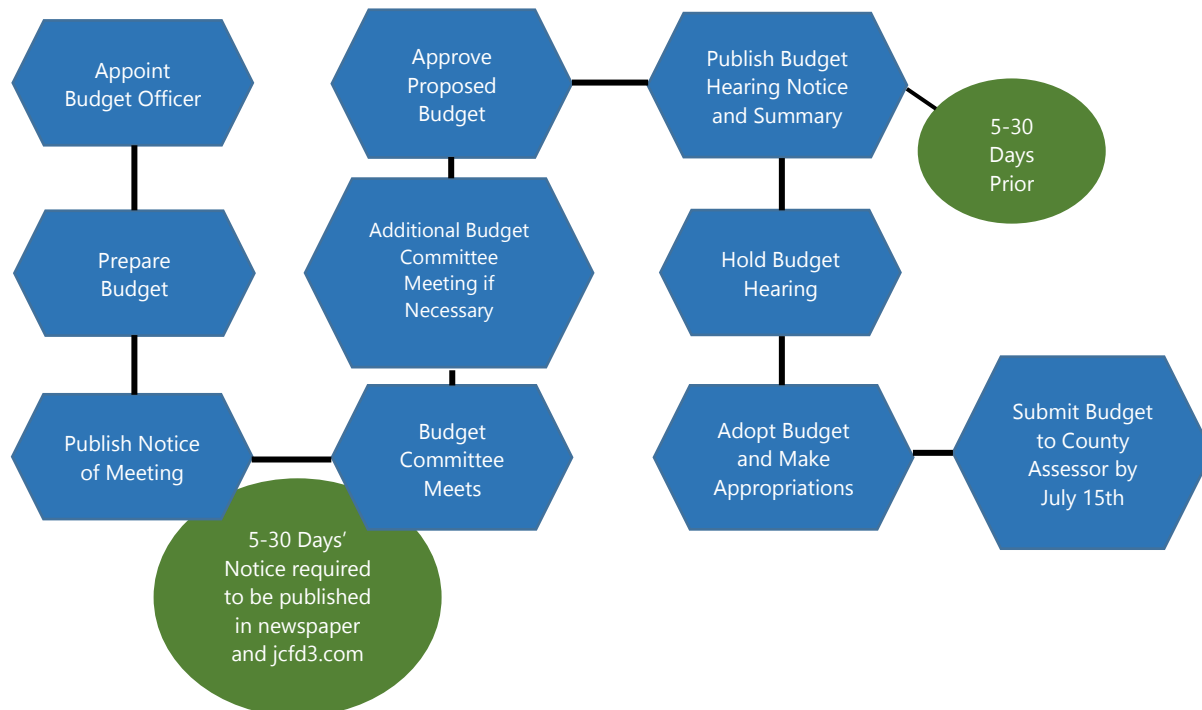 Appoint
Budget Officer
Prepare
Budget
Publish Notice
of Meeting
5-30 Days’
Notice required
to be published
in newspaper
and jcfd3.com
Budget
Committee
Meets
Additional Budget
Committee
Meeting if
Necessary
Approve
Proposed
Budget
Publish Budget
Hearing Notice
and Summary
5-30
Days
Prior
Hold Budget
Hearing
Adopt Budget
and Make
Appropriations
Submit Budget
to County
Assessor by
July 15th